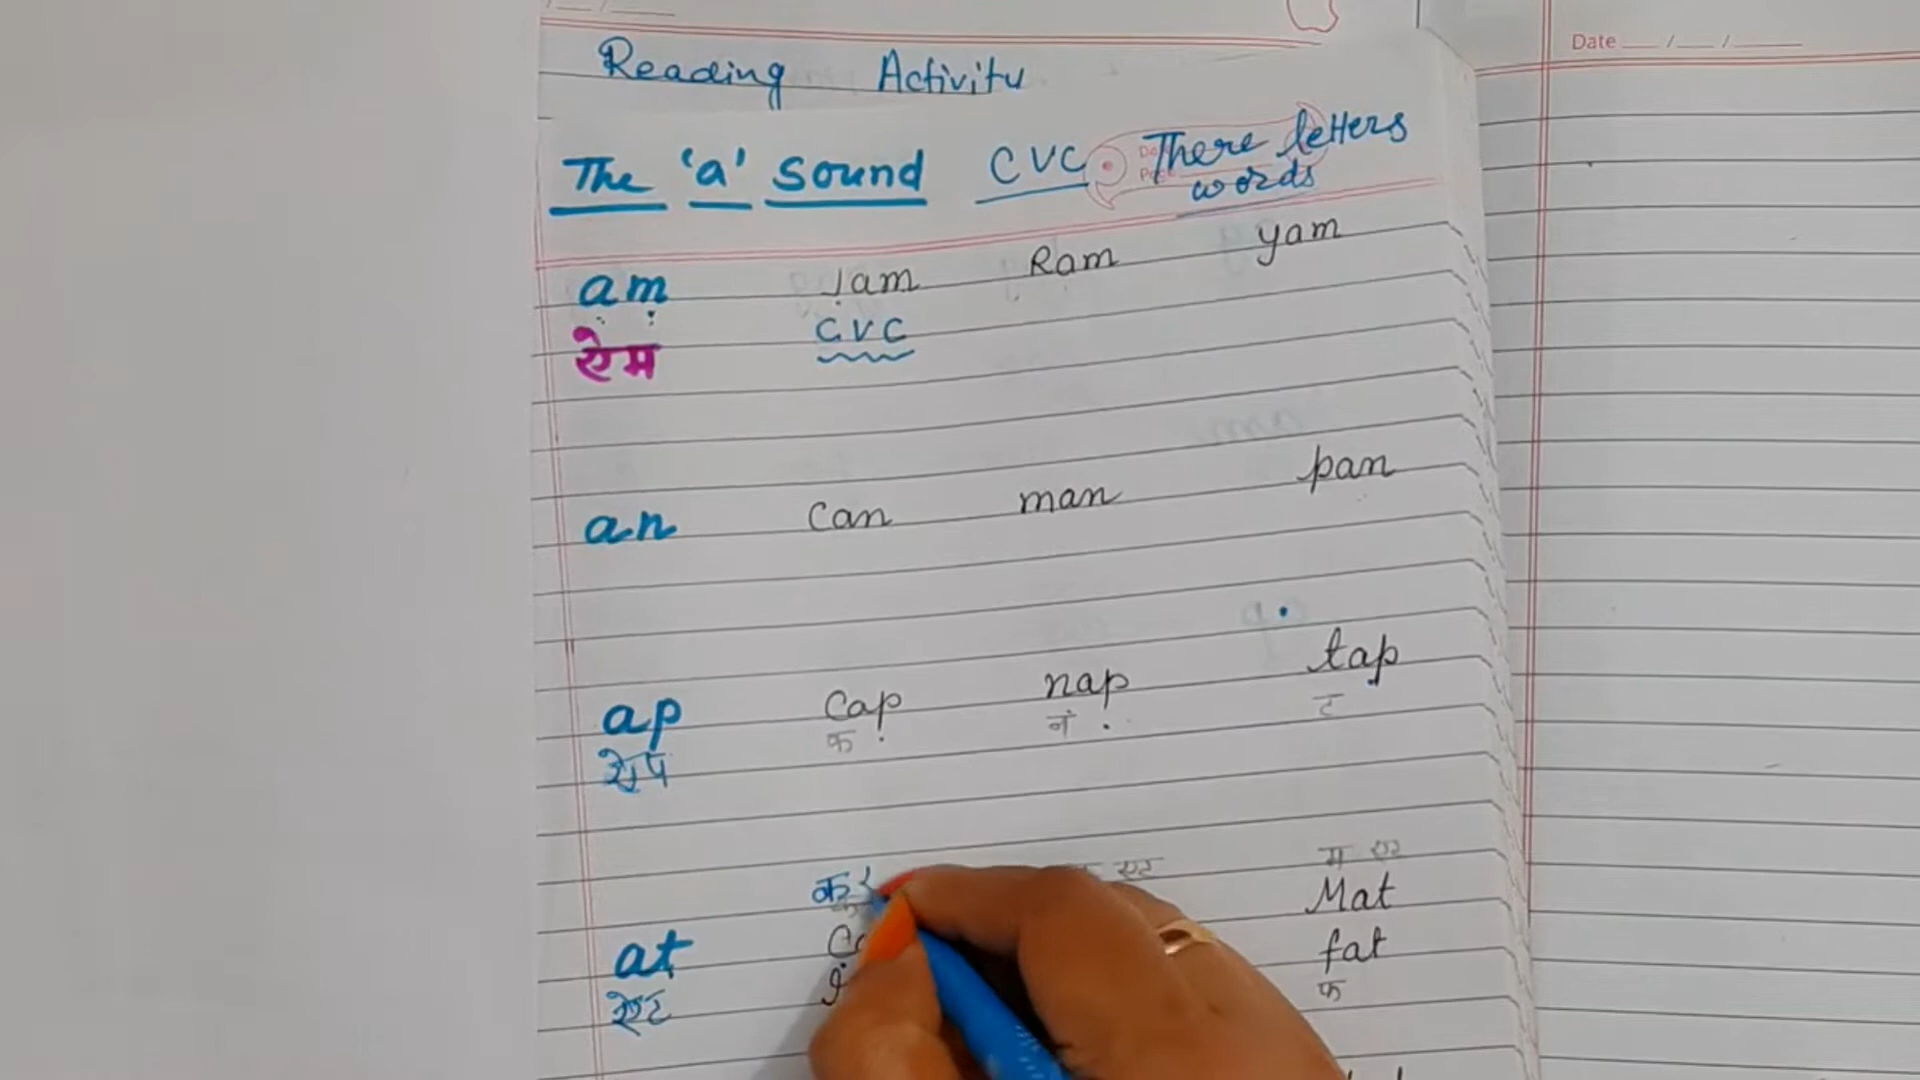 Reading Activity
The 'a' Sound CVC There letters
words
am Jam Ram yam
ऐम CVC
an Can man pan
ap Cap nap tap
ऐप क नं ट
म एट
Mat
at fat
ऐट फ
Date